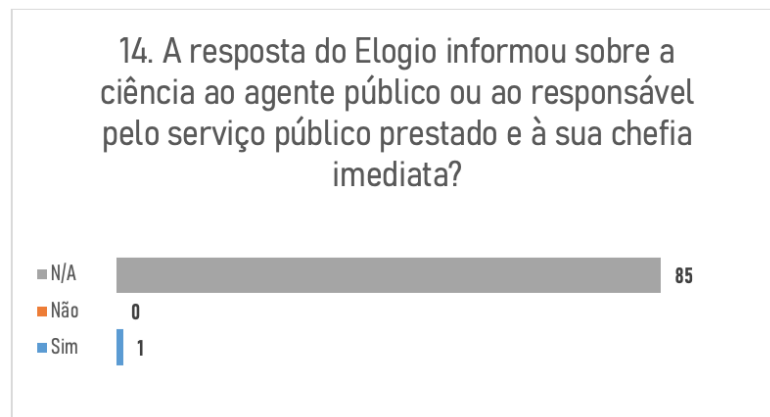 14. A resposta do Elogio informou sobre a
ciência ao agente público ou ao responsável
pelo serviço público prestado e à sua chefia
imediata?
N/A 85
Não 0
Sim 1